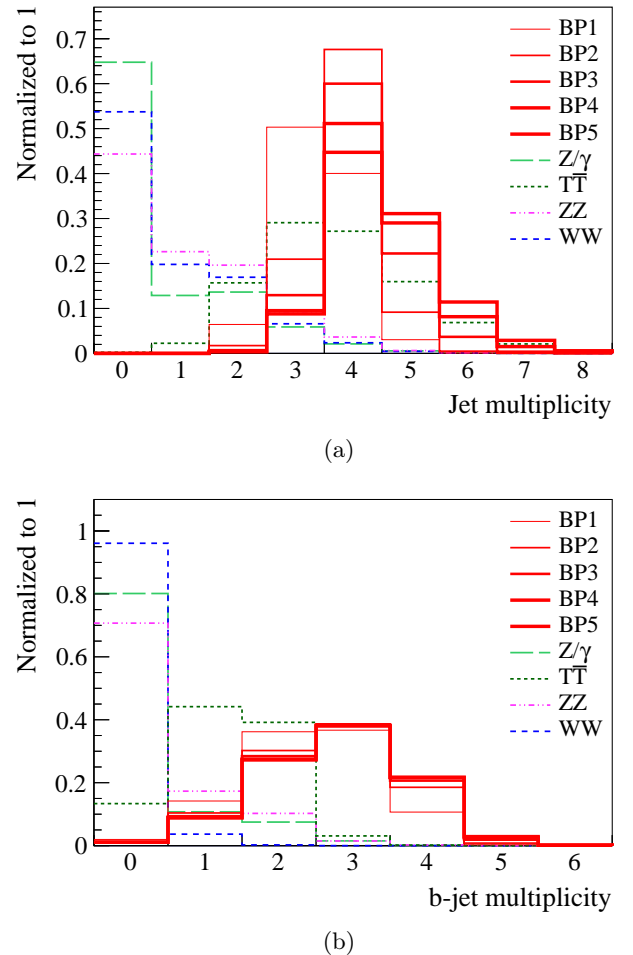 Normalized to 1
0.7
0.6
0.5
0.4
0.3
0.2
0.1
0
0 1 2 3 4 5 6 7 8
Jet multiplicity
BP1
BP2
BP3
BP4
BP5
Z/γ
TT̅
ZZ
WW
(a)
Normalized to 1
1
0.8
0.6
0.4
0.2
0
0 1 2 3 4 5 6
b-jet multiplicity
BP1
BP2
BP3
BP4
BP5
Z/γ
TT̅
ZZ
WW
(b)